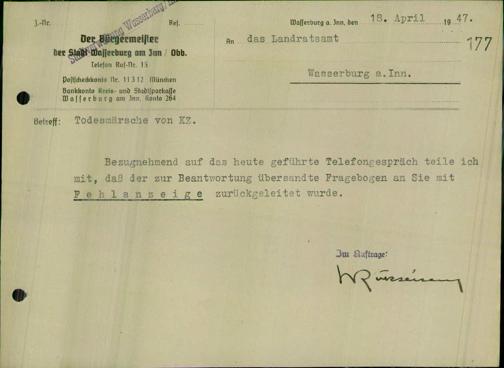 J.-Nr. Ref. Wasserburg a. Inn, den 18. April 1947.
Stadtverwaltung Wasserburg/
Der Bürgermeister
der Stadt Wasserburg am Inn / Obb.
An das Landratsamt
177
Telefon Ruf-Nr. 15
Postscheckkonto Nr. 11312 München
Wasserburg a.Inn.
Bankkonto Kreis- und Stadtsparkasse
Wasserburg am Inn, Konto 264
Betreff: Todesmärsche von KZ.
Bezugnehmend auf das heute geführte Telefongespräch teile ich
mit, daß der zur Beantwortung übersandte Fragebogen an Sie mit
Fehlanzeige zurückgeleitet wurde.
Im Auftrage: